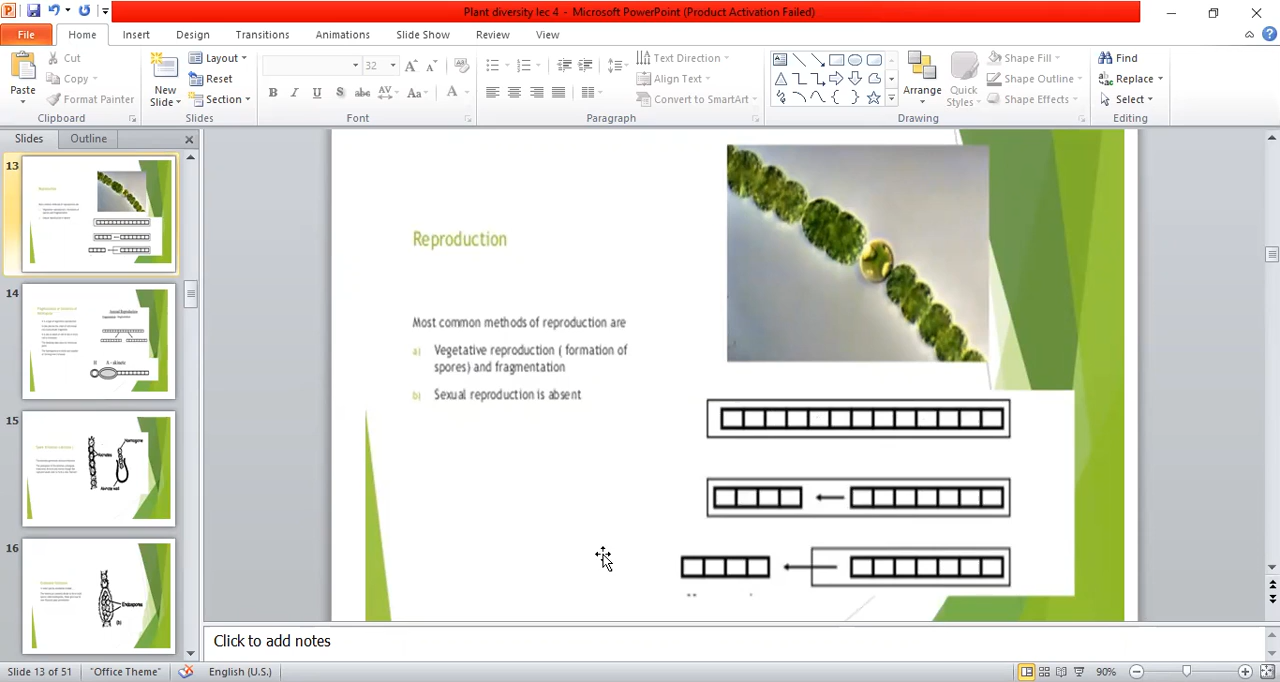 Plant diversity lec 4 - Microsoft PowerPoint (Product Activation Failed)
File Home Insert Design Transitions Animations Slide Show Review View
Paste
Cut
Copy
Format Painter
Clipboard
New Slide
Layout
Reset
Section
Slides
32
B I U S abc AV Aa A
Font
Text Direction
Align Text
Convert to SmartArt
Paragraph
Arrange
Quick Styles
Shape Fill
Shape Outline
Shape Effects
Drawing
Find
Replace
Select
Editing
Slides Outline
13
Reproduction
14
15
16
Reproduction
Most common methods of reproduction are
a) Vegetative reproduction ( formation of
spores) and fragmentation
b) Sexual reproduction is absent
Click to add notes
Slide 13 of 51 "Office Theme" English (U.S.) 90%